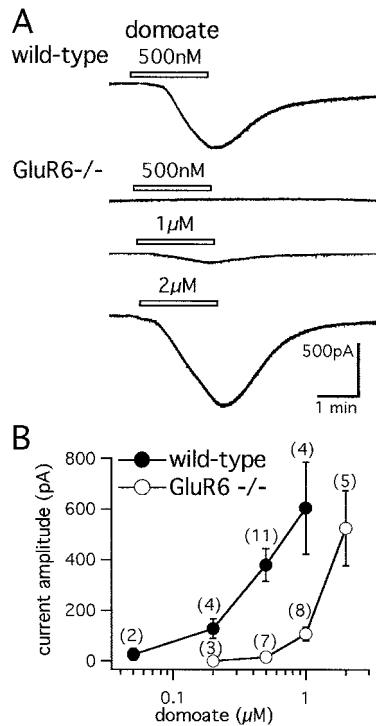 A
domoate
wild-type 500nM
GluR6-/- 500nM
1μM
2μM
500pA
1 min
B
wild-type
GluR6 -/-
800
600
400
200
0
current amplitude (pA)
(2)
(4)
(11)
(4)
(3)
(7)
(8)
(5)
0.1
1
domoate (μM)